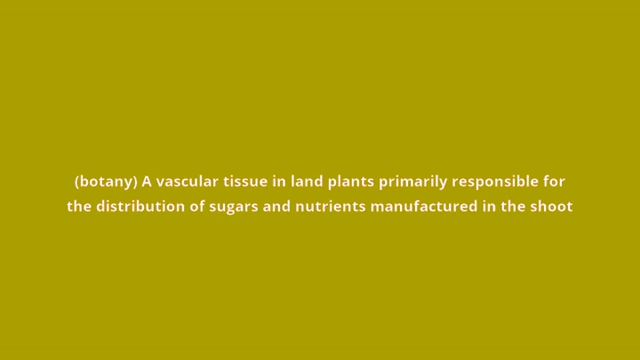 (botany) A vascular tissue in land plants primarily responsible for
the distribution of sugars and nutrients manufactured in the shoot